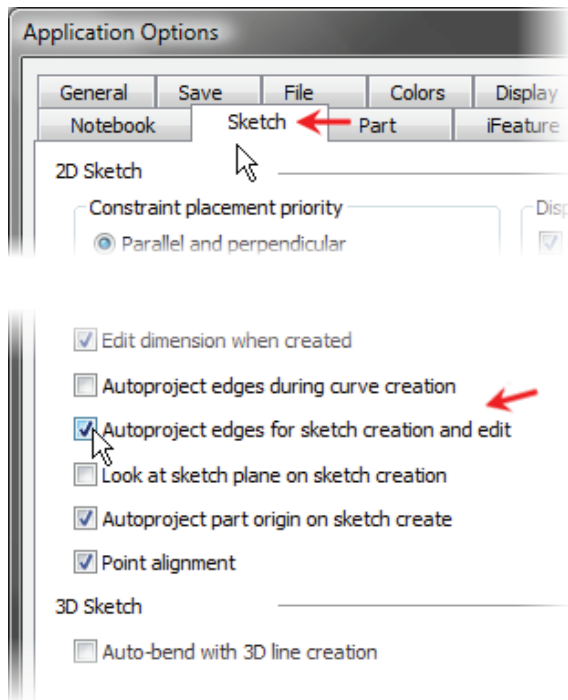 Application Options
General Save File Colors Display
Notebook Sketch Part iFeature
2D Sketch
Constraint placement priority
Parallel and perpendicular
Edit dimension when created
Autoproject edges during curve creation
Autoproject edges for sketch creation and edit
Look at sketch plane on sketch creation
Autoproject part origin on sketch create
Point alignment
3D Sketch
Auto-bend with 3D line creation